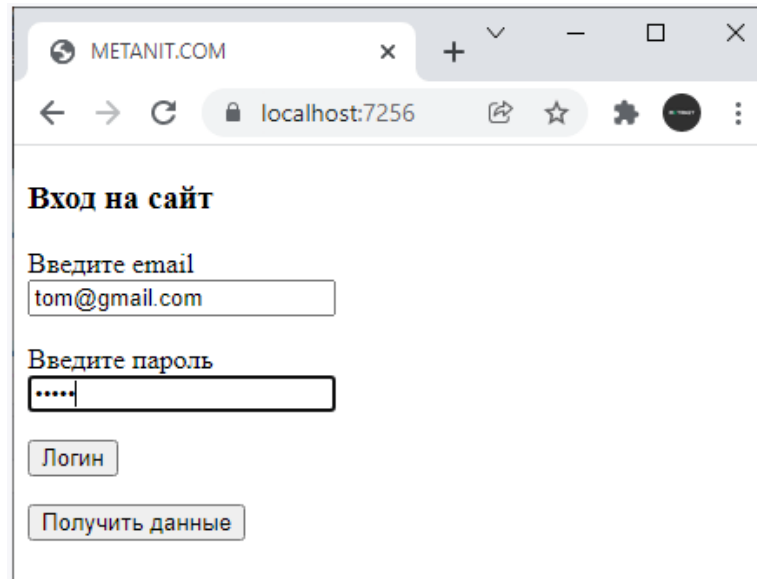 METANIT.COM
localhost:7256
Вход на сайт
Введите email
tom@gmail.com
Введите пароль
•••••
Логин
Получить данные